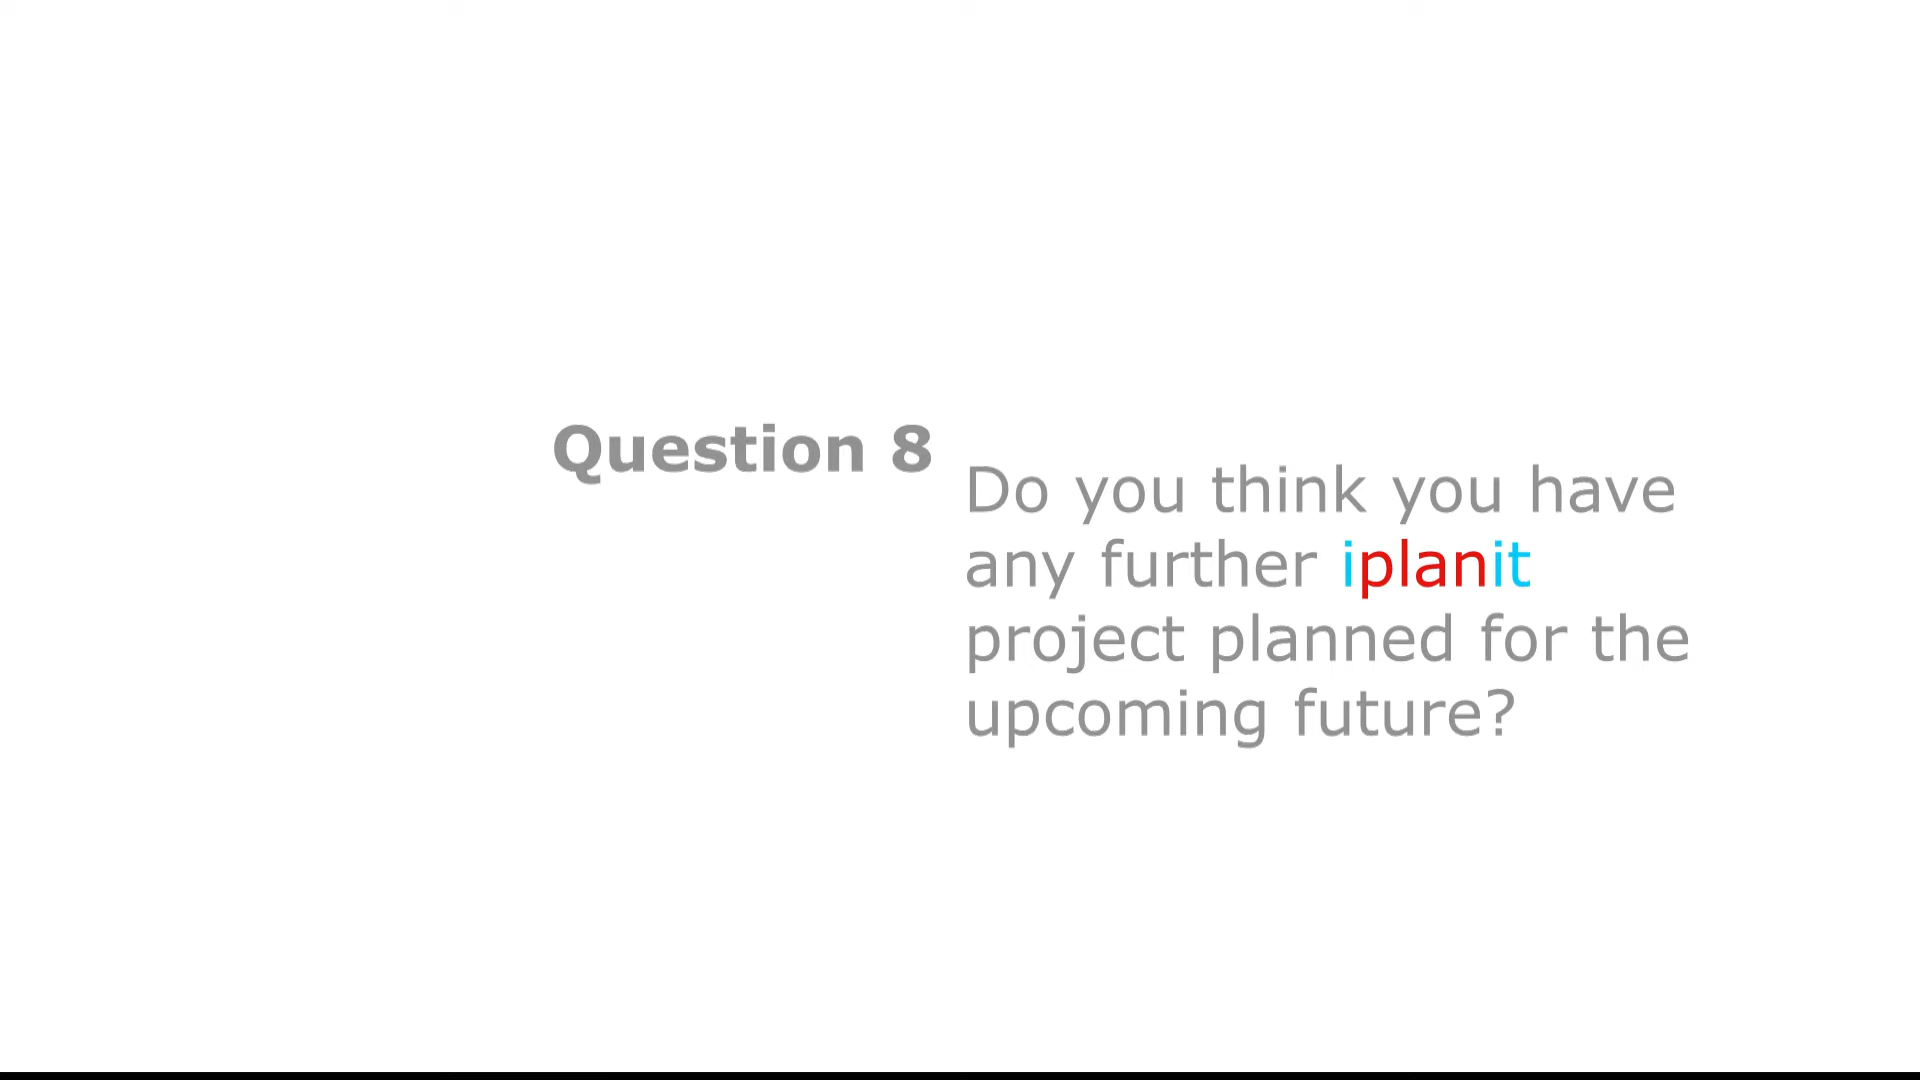 Question 8
Do you think you have
any further iplanit
project planned for the
upcoming future?